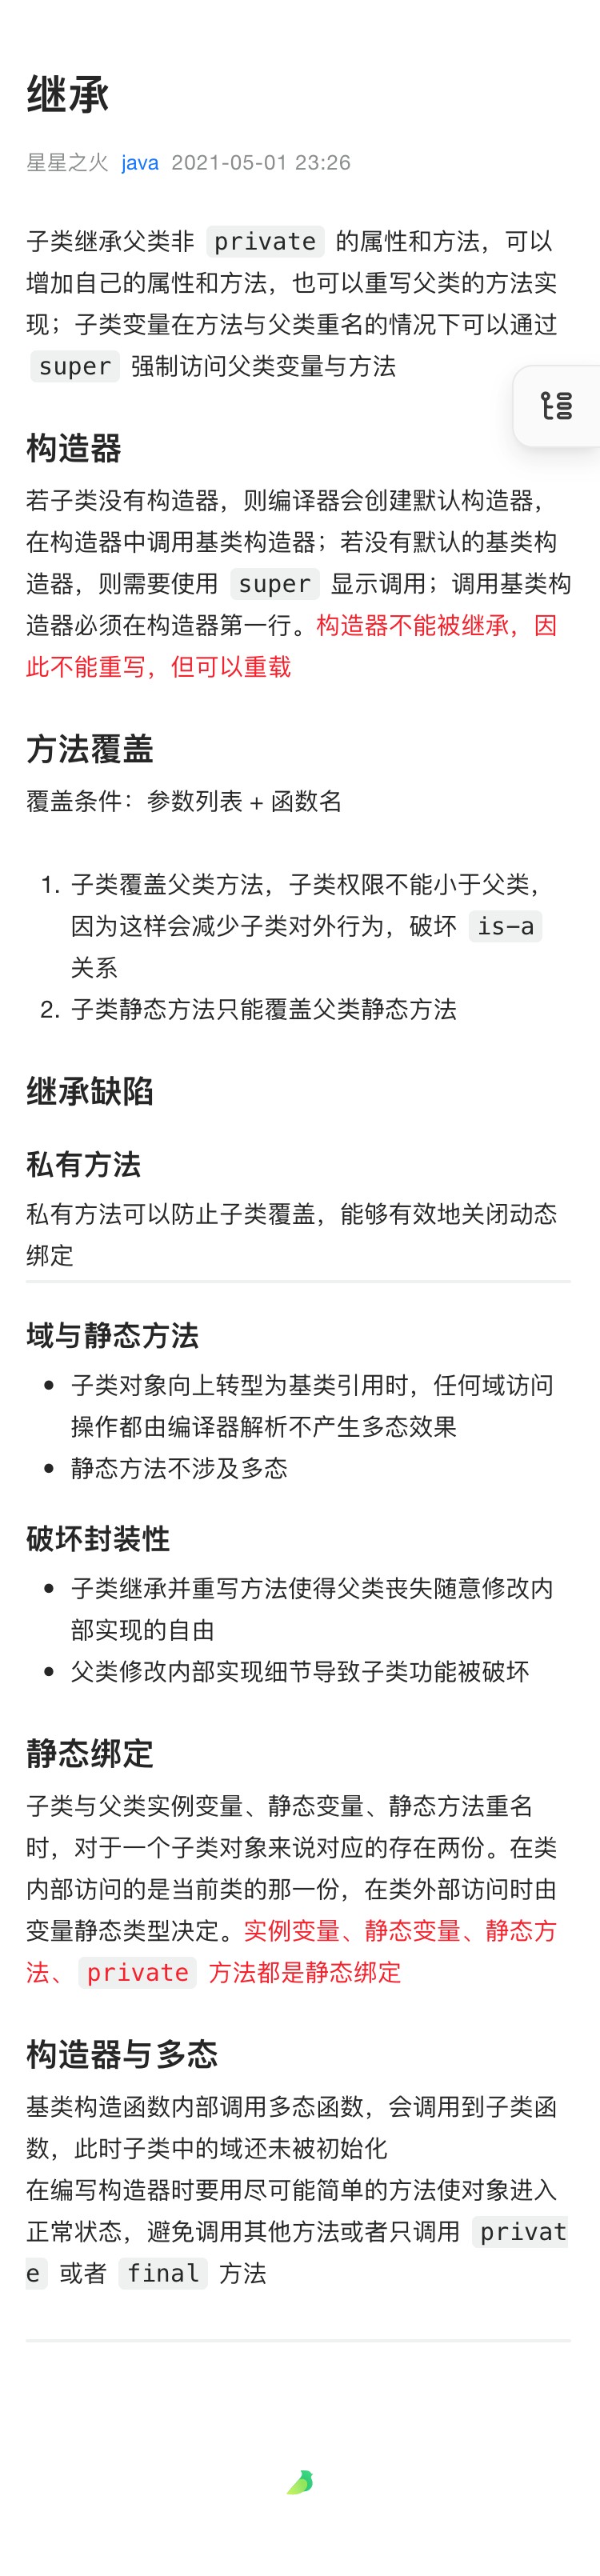 继承
星星之火 java 2021-05-01 23:26
子类继承父类非 private 的属性和方法，可以
增加自己的属性和方法，也可以重写父类的方法实
现；子类变量在方法与父类重名的情况下可以通过
super 强制访问父类变量与方法
构造器
若子类没有构造器，则编译器会创建默认构造器，
在构造器中调用基类构造器；若没有默认的基类构
造器，则需要使用 super 显示调用；调用基类构
造器必须在构造器第一行。构造器不能被继承，因
此不能重写，但可以重载
方法覆盖
覆盖条件：参数列表 + 函数名
1. 子类覆盖父类方法，子类权限不能小于父类，
因为这样会减少子类对外行为，破坏 is-a
关系
2. 子类静态方法只能覆盖父类静态方法
继承缺陷
私有方法
私有方法可以防止子类覆盖，能够有效地关闭动态
绑定
域与静态方法
• 子类对象向上转型为基类引用时，任何域访问
操作都由编译器解析不产生多态效果
• 静态方法不涉及多态
破坏封装性
• 子类继承并重写方法使得父类丧失随意修改内
部实现的自由
• 父类修改内部实现细节导致子类功能被破坏
静态绑定
子类与父类实例变量、静态变量、静态方法重名
时，对于一个子类对象来说对应的存在两份。在类
内部访问的是当前类的那一份，在类外部访问时由
变量静态类型决定。实例变量、静态变量、静态方
法、 private 方法都是静态绑定
构造器与多态
基类构造函数内部调用多态函数，会调用到子类函
数，此时子类中的域还未被初始化
在编写构造器时要用尽可能简单的方法使对象进入
正常状态，避免调用其他方法或者只调用 privat
e 或者 final 方法